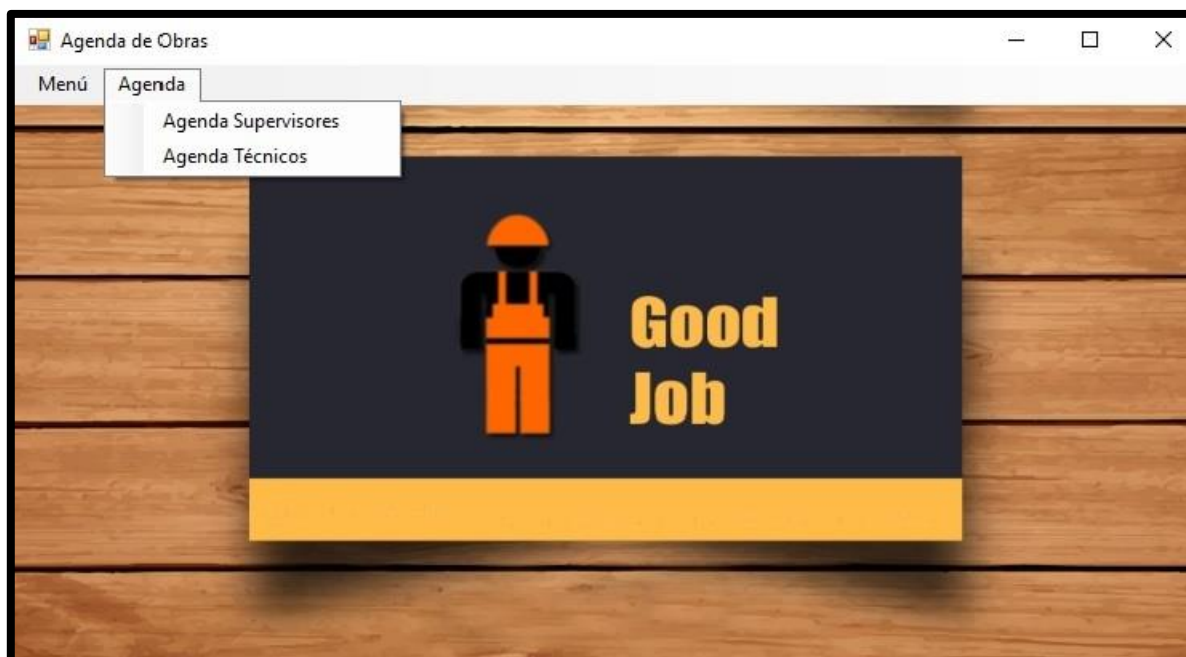 Agenda de Obras
Menú Agenda
Agenda Supervisores
Agenda Técnicos
Good
Job